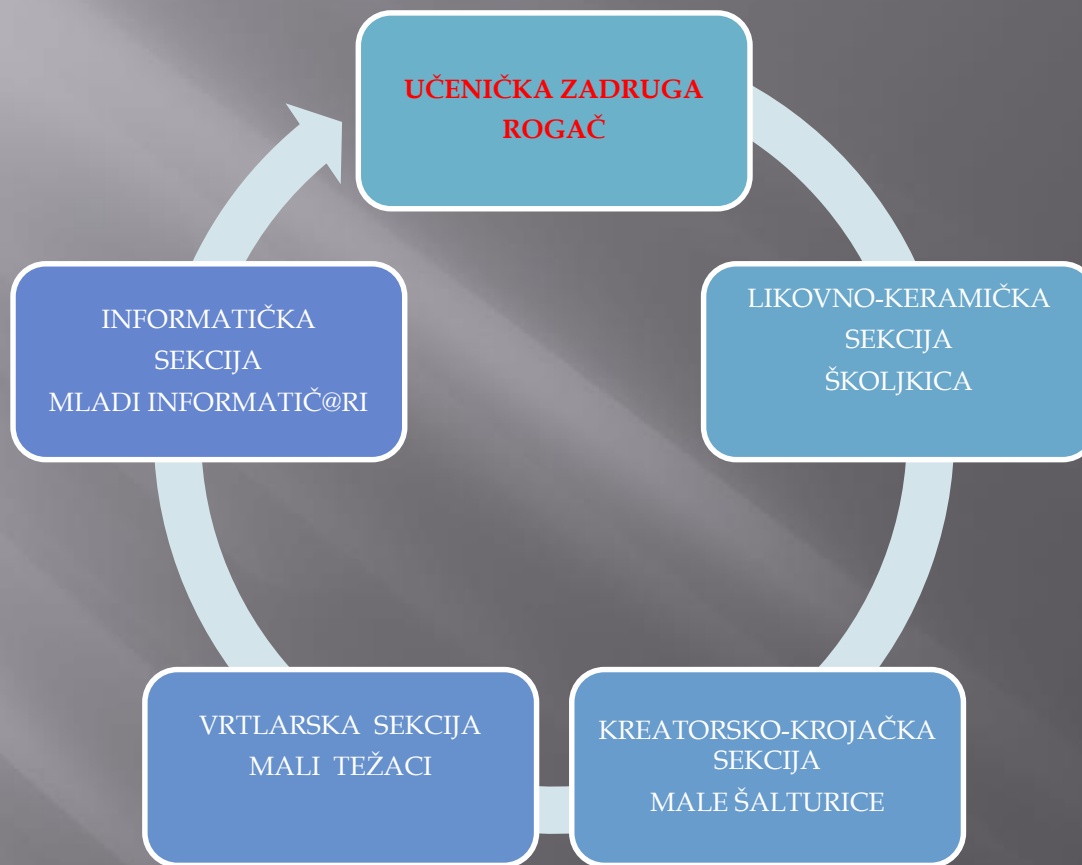 UČENIČKA ZADRUGA
ROGAČ
LIKOVNO-KERAMIČKA
SEKCIJA
ŠKOLJKICA
KREATORSKO-KROJAČKA
SEKCIJA
MALE ŠALTURICE
VRTLARSKA SEKCIJA
MALI TEŽACI
INFORMATIČKA
SEKCIJA
MLADI INFORMATIČ@RI